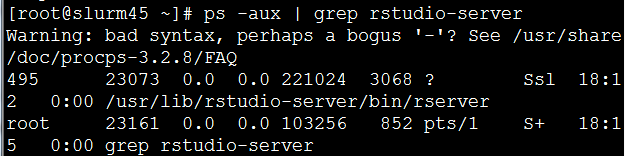 [root@slurm45 ~]# ps -aux | grep rstudio-server
Warning: bad syntax, perhaps a bogus '-'? See /usr/share
/doc/procps-3.2.8/FAQ
495      23073  0.0  0.0 221024  3068 ?        Ssl  18:1
2   0:00 /usr/lib/rstudio-server/bin/rserver
root     23161  0.0  0.0 103256   852 pts/1    S+   18:1
5   0:00 grep rstudio-server